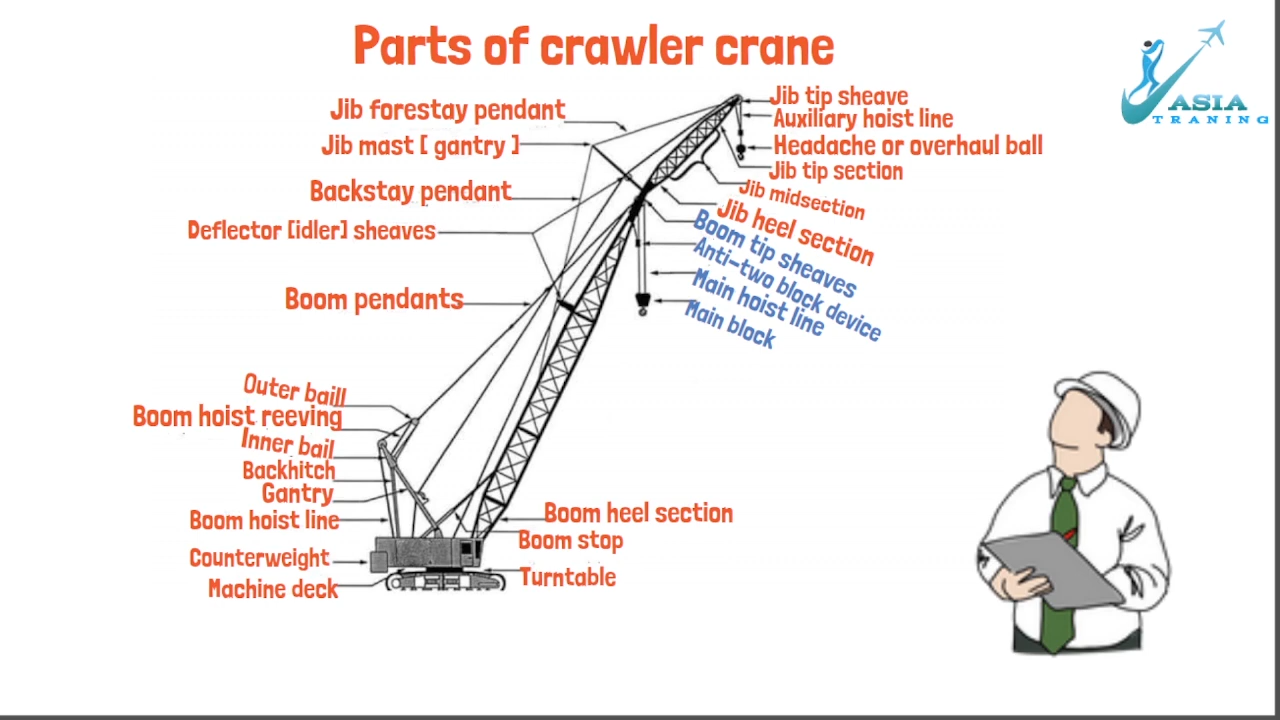 Parts of crawler crane
ASIA
TRANING
Jib forestay pendant
Jib mast [ gantry ]
Backstay pendant
Deflector [idler] sheaves
Boom pendants
Outer baill
Boom hoist reeving
Inner bail
Backhitch
Gantry
Boom hoist line
Counterweight
Machine deck
Jib tip sheave
Auxiliary hoist line
Headache or overhaul ball
Jib tip section
Jib midsection
Jib heel section
Boom tip sheaves
Anti-two block device
Main hoist line
Main block
Boom heel section
Boom stop
Turntable